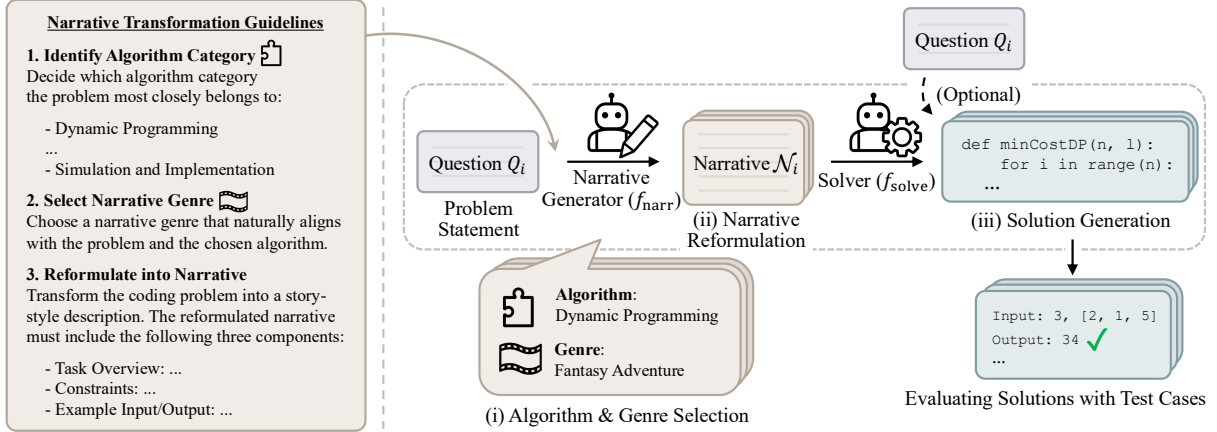 Narrative Transformation Guidelines
1. Identify Algorithm Category
Decide which algorithm category
the problem most closely belongs to:
- Dynamic Programming
...
- Simulation and Implementation
2. Select Narrative Genre
Choose a narrative genre that naturally aligns
with the problem and the chosen algorithm.
3. Reformulate into Narrative
Transform the coding problem into a story-
style description. The reformulated narrative
must include the following three components:
- Task Overview: ...
- Constraints: ...
- Example Input/Output: ...
Question Qᵢ
(Optional)
Question Qᵢ
Problem
Statement
Narrative
Generator (f_narr)
Narrative 𝒩ᵢ
(ii) Narrative
Reformulation
Solver (f_solve)
def minCostDP(n, l):
for i in range(n):
...
(iii) Solution Generation
Algorithm:
Dynamic Programming
Genre:
Fantasy Adventure
(i) Algorithm & Genre Selection
Input: 3, [2, 1, 5]
Output: 34
...
Evaluating Solutions with Test Cases